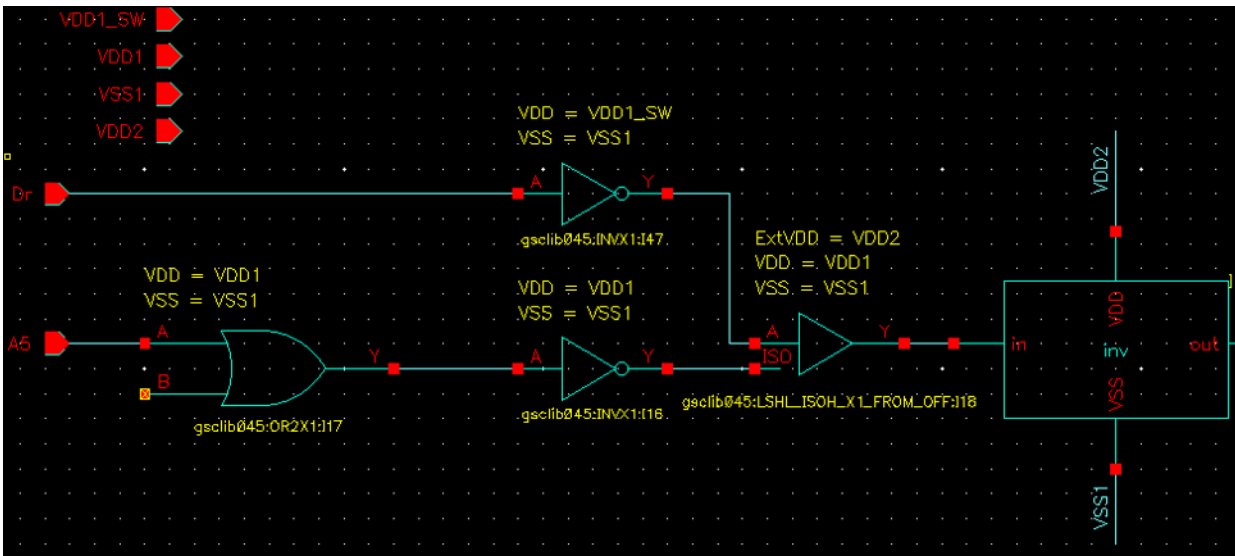 VDD1_SW
VDD1
VSS1
VDD2
VDD = VDD1_SW
VSS = VSS1
Dr
A
Y
gsclib045:INVX1:I47
VDD2
ExtVDD = VDD2
VDD = VDD1
VSS = VSS1
VDD = VDD1
VSS = VSS1
VDD = VDD1
VSS = VSS1
A5
A
B
Y
gsclib045:OR2X1:I17
A
Y
gsclib045:INVX1:I16
A
ISO
Y
gsclib045:LSHL_ISOH_X1_FROM_OFF:I18
in
VDD
inv
VSS
out
VSS1